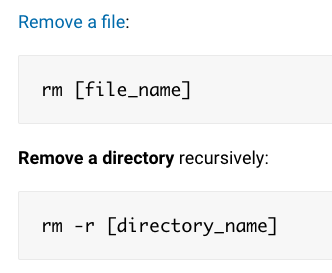 Remove a file:
rm [file_name]
Remove a directory recursively:
rm -r [directory_name]